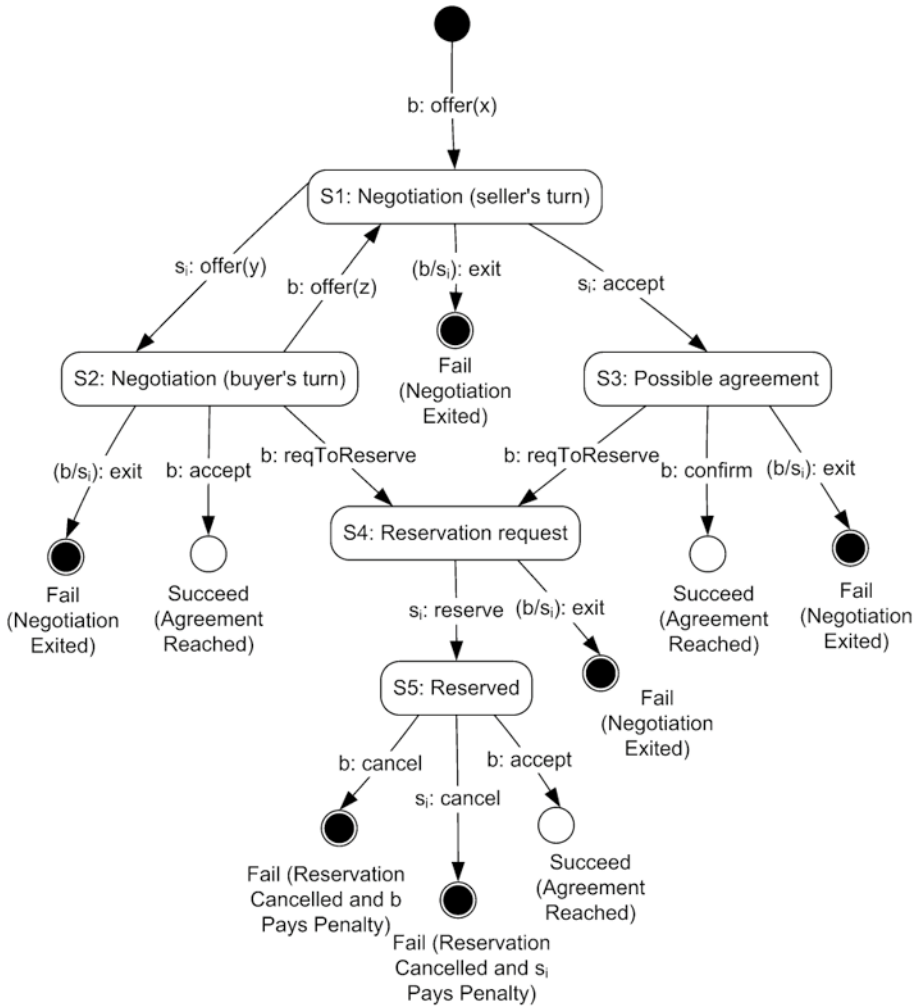 b: offer(x)
S1: Negotiation (seller's turn)
sᵢ: offer(y)
b: offer(z)
(b/sᵢ): exit
sᵢ: accept
Fail
(Negotiation
Exited)
S2: Negotiation (buyer's turn)
S3: Possible agreement
(b/sᵢ): exit
b: accept
b: reqToReserve
b: reqToReserve
b: confirm
(b/sᵢ): exit
S4: Reservation request
Fail
(Negotiation
Exited)
Succeed
(Agreement
Reached)
Succeed
(Agreement
Reached)
Fail
(Negotiation
Exited)
sᵢ: reserve
(b/sᵢ): exit
S5: Reserved
Fail
(Negotiation
Exited)
b: cancel
sᵢ: cancel
b: accept
Fail (Reservation
Cancelled and b
Pays Penalty)
Fail (Reservation
Cancelled and sᵢ
Pays Penalty)
Succeed
(Agreement
Reached)